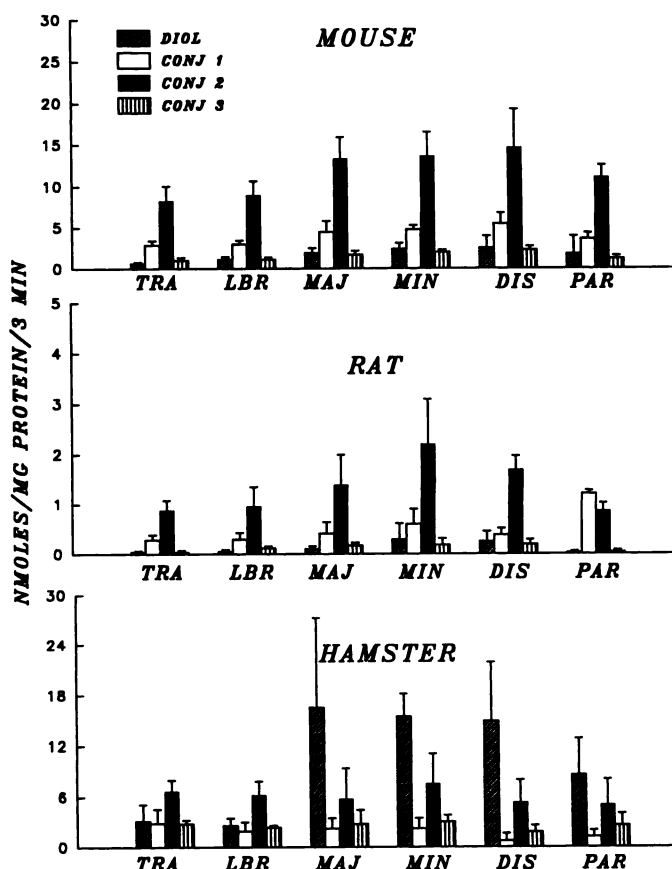 MOUSE
DIOL
CONJ 1
CONJ 2
CONJ 3
30
25
20
15
10
5
0
TRA LBR MAJ MIN DIS PAR
NMOLES/MG PROTEIN/3 MIN
RAT
5
4
3
2
1
0
TRA LBR MAJ MIN DIS PAR
HAMSTER
30
24
18
12
6
0
TRA LBR MAJ MIN DIS PAR